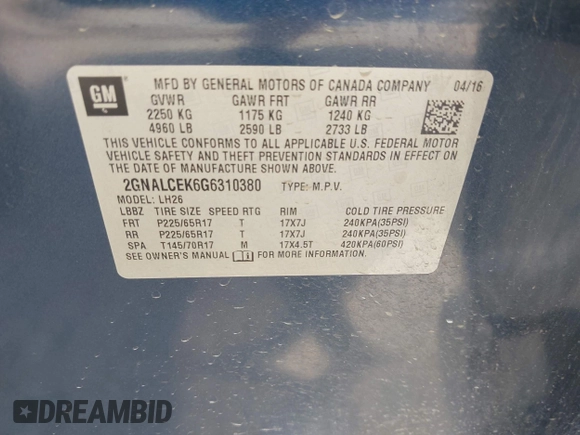 GM
MFD BY GENERAL MOTORS OF CANADA COMPANY 04/16
GVWR GAWR FRT GAWR RR
2250 KG 1175 KG 1240 KG
4960 LB 2590 LB 2733 LB
THIS VEHICLE CONFORMS TO ALL APPLICABLE U.S. FEDERAL MOTOR
VEHICLE SAFETY AND THEFT PREVENTION STANDARDS IN EFFECT ON
THE DATE OF MANUFACTURE SHOWN ABOVE.
2GNALCEK6G6310380 TYPE: M.P.V.
MODEL: LH26
LBBZ TIRE SIZE SPEED RTG RIM COLD TIRE PRESSURE
FRT P225/65R17 T 17X7J 240KPA(35PSI)
RR P225/65R17 T 17X7J 240KPA(35PSI)
SPA T145/70R17 M 17X4.5T 420KPA(60PSI)
SEE OWNER'S MANUAL FOR MORE INFORMATION.
DREAMBID